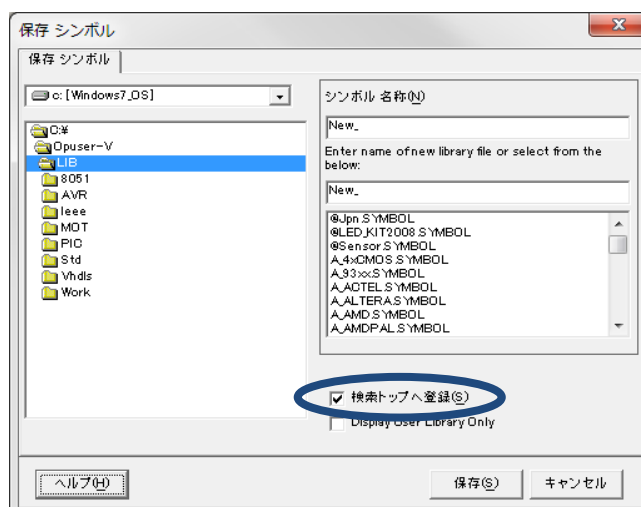 保存 シンボル
保存 シンボル
c: [Windows7_OS]
C:¥
Opuser-V
LIB
8051
AVR
Ieee
MOT
PIC
Std
Vhdls
Work
シンボル 名称(N)
New_
Enter name of new library file or select from the
below:
New_
@Jpn.SYMBOL
@LED_KIT2008.SYMBOL
@Sensor.SYMBOL
A_4xCMOS.SYMBOL
A_93xx.SYMBOL
A_ACTEL.SYMBOL
A_ALTERA.SYMBOL
A_AMD.SYMBOL
A_AMDPAL.SYMBOL
検索トップへ登録(S)
Display User Library Only
ヘルプ(H)
保存(S)
キャンセル